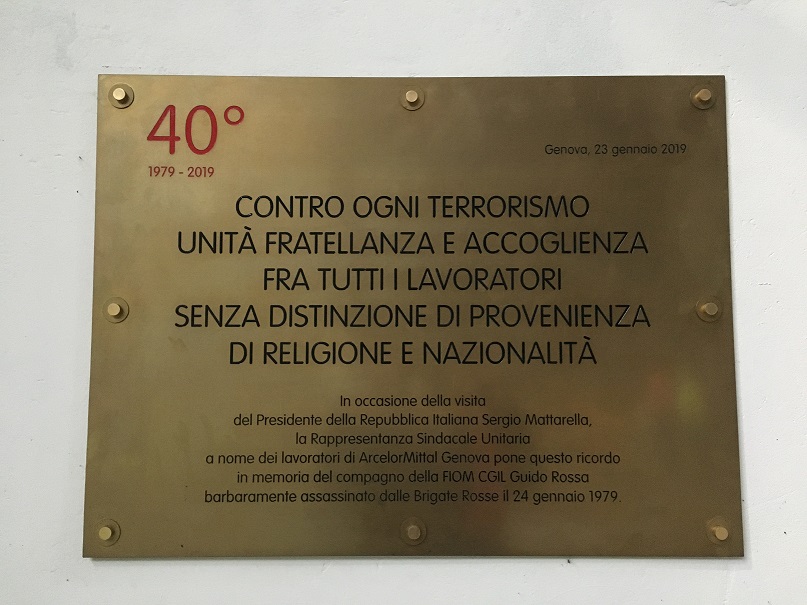 40°
1979 - 2019
Genova, 23 gennaio 2019
CONTRO OGNI TERRORISMO
UNITÀ FRATELLANZA E ACCOGLIENZA
FRA TUTTI I LAVORATORI
SENZA DISTINZIONE DI PROVENIENZA
DI RELIGIONE E NAZIONALITÀ
In occasione della visita
del Presidente della Repubblica Italiana Sergio Mattarella,
la Rappresentanza Sindacale Unitaria
a nome dei lavoratori di ArcelorMittal Genova pone questo ricordo
in memoria del compagno della FIOM CGIL Guido Rossa
barbaramente assassinato dalle Brigate Rosse il 24 gennaio 1979.